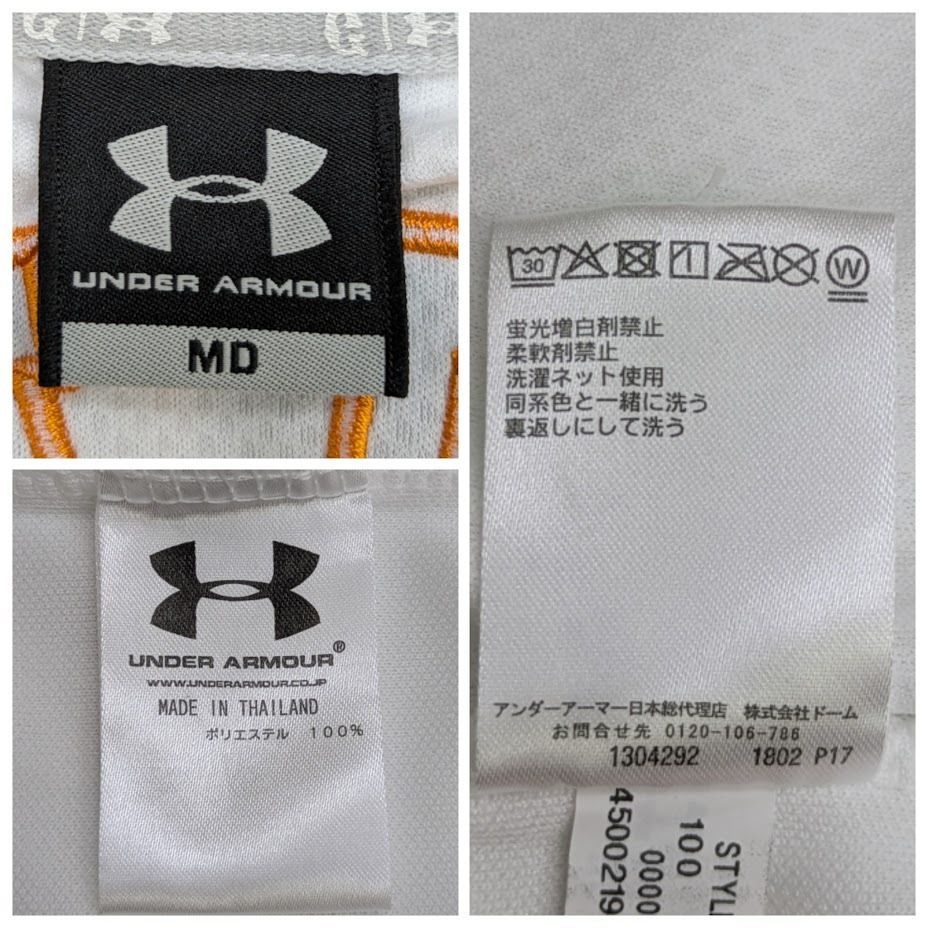 G
G
UNDER ARMOUR
MD
UNDER ARMOUR®
WWW.UNDERARMOUR.CO.JP
MADE IN THAILAND
ポリエステル 100%
30
W
蛍光増白剤禁止
柔軟剤禁止
洗濯ネット使用
同系色と一緒に洗う
裏返しにして洗う
アンダーアーマー日本総代理店 株式会社ドーム
お問合せ先 0120-106-786
1304292 1802 P17
STYL
100
0000
4500219